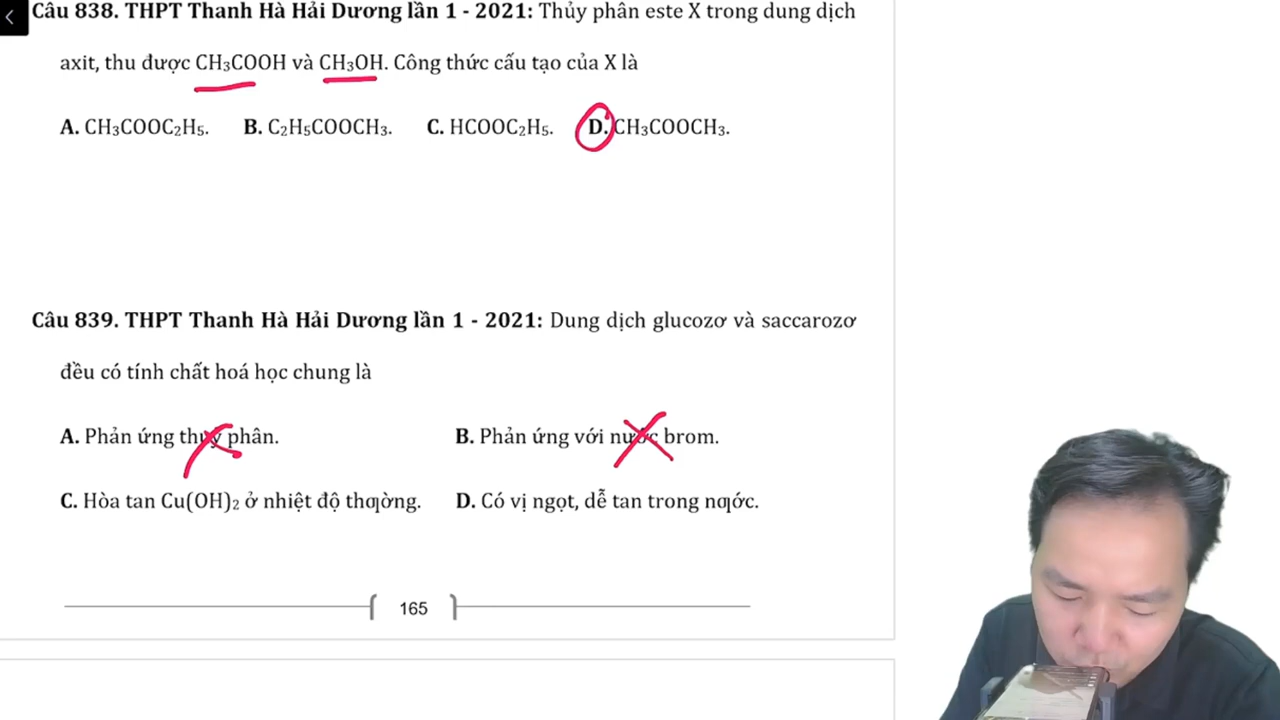 Câu 838. THPT Thanh Hà Hải Dương lần 1 - 2021: Thủy phân este X trong dung dịch
axit, thu được CH₃COOH và CH₃OH. Công thức cấu tạo của X là
A. CH₃COOC₂H₅. B. C₂H₅COOCH₃. C. HCOOC₂H₅. D. CH₃COOCH₃.
Câu 839. THPT Thanh Hà Hải Dương lần 1 - 2021: Dung dịch glucozơ và saccarozơ
đều có tính chất hoá học chung là
A. Phản ứng thuỷ phân. B. Phản ứng với nước brom.
C. Hòa tan Cu(OH)₂ ở nhiệt độ thƣờng. D. Có vị ngọt, dễ tan trong nƣớc.
165